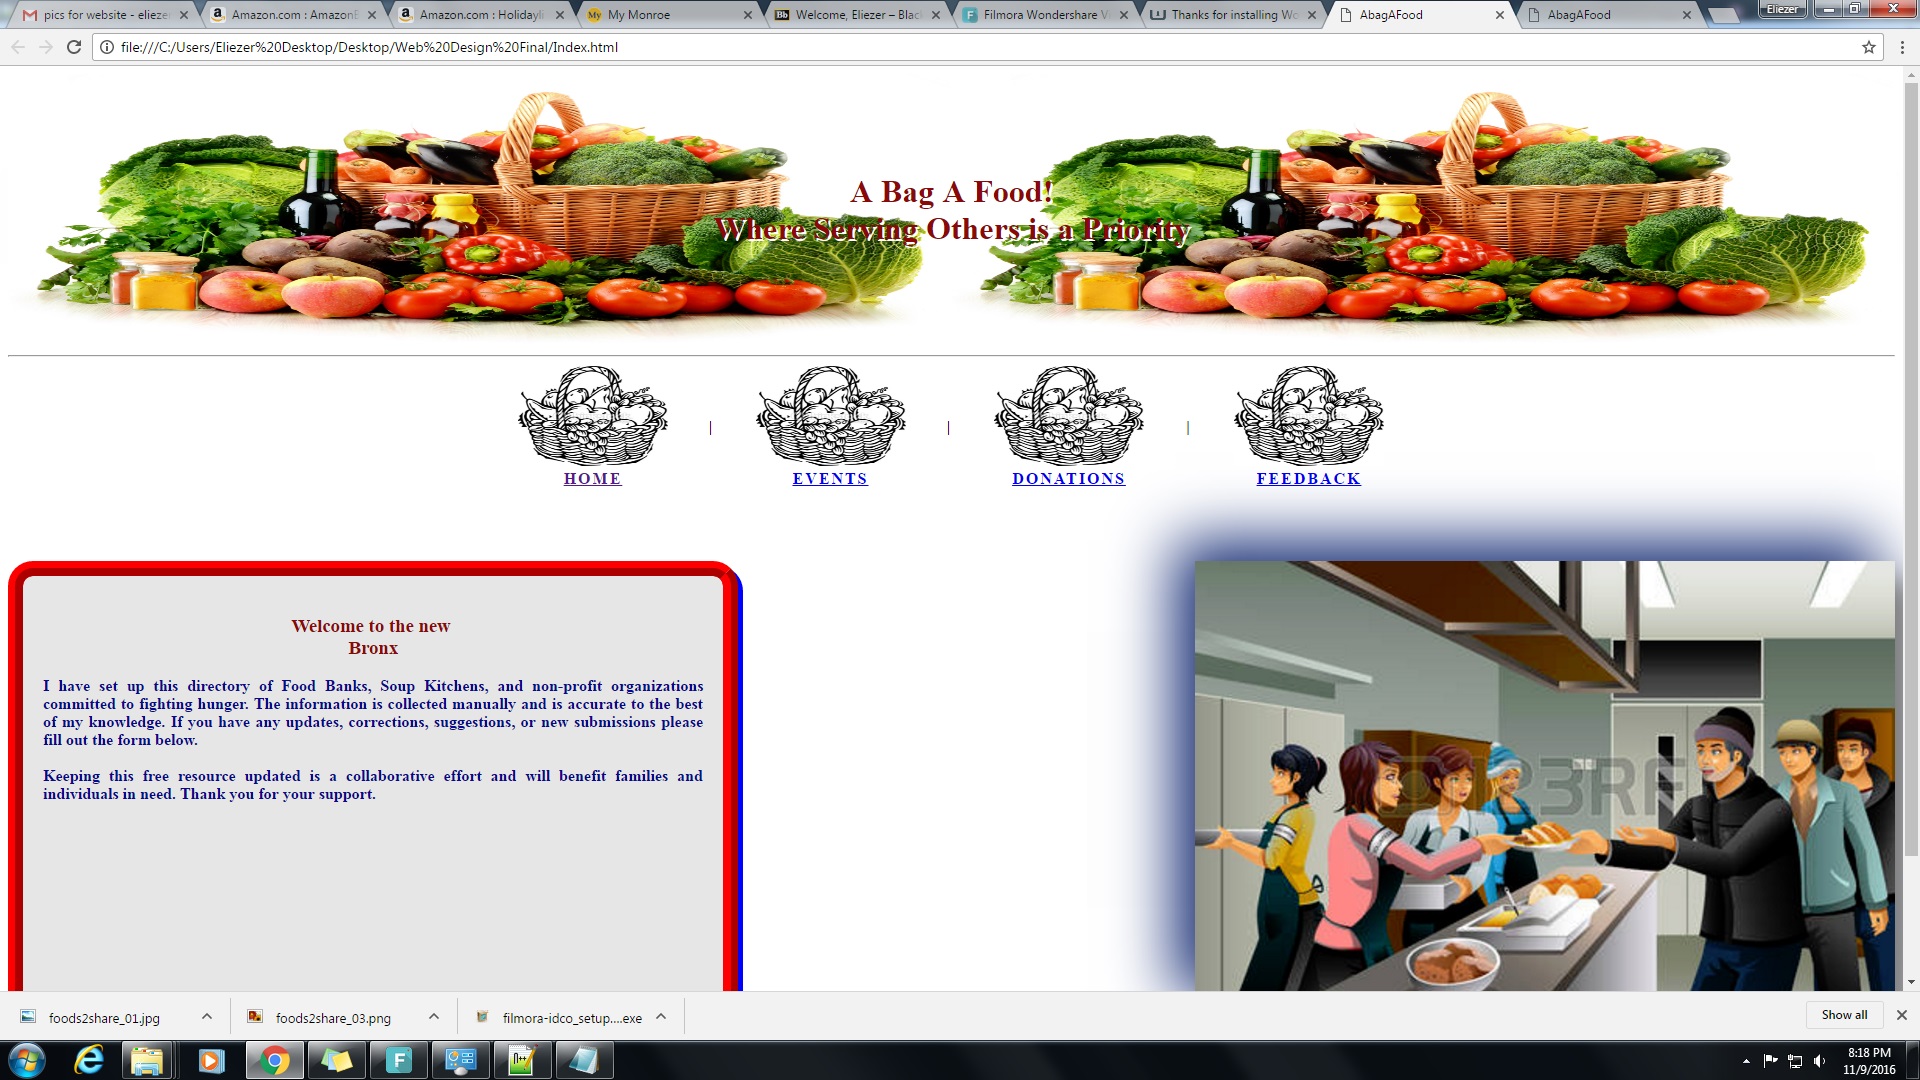 pics for website - eliezer
Amazon.com : AmazonB
Amazon.com : Holidayli
My Monroe
Welcome, Eliezer – Blac
Filmora Wondershare V
Thanks for installing Wo
AbagAFood
AbagAFood
Eliezer
file:///C:/Users/Eliezer%20Desktop/Desktop/Web%20Design%20Final/Index.html
A Bag A Food!
Where Serving Others is a Priority
HOME | EVENTS | DONATIONS | FEEDBACK
Welcome to the new
Bronx
I have set up this directory of Food Banks, Soup Kitchens, and non-profit organizations
committed to fighting hunger. The information is collected manually and is accurate to the best
of my knowledge. If you have any updates, corrections, suggestions, or new submissions please
fill out the form below.
Keeping this free resource updated is a collaborative effort and will benefit families and
individuals in need. Thank you for your support.
123RF
foods2share_01.jpg
foods2share_03.png
filmora-idco_setup....exe
Show all
8:18 PM
11/9/2016